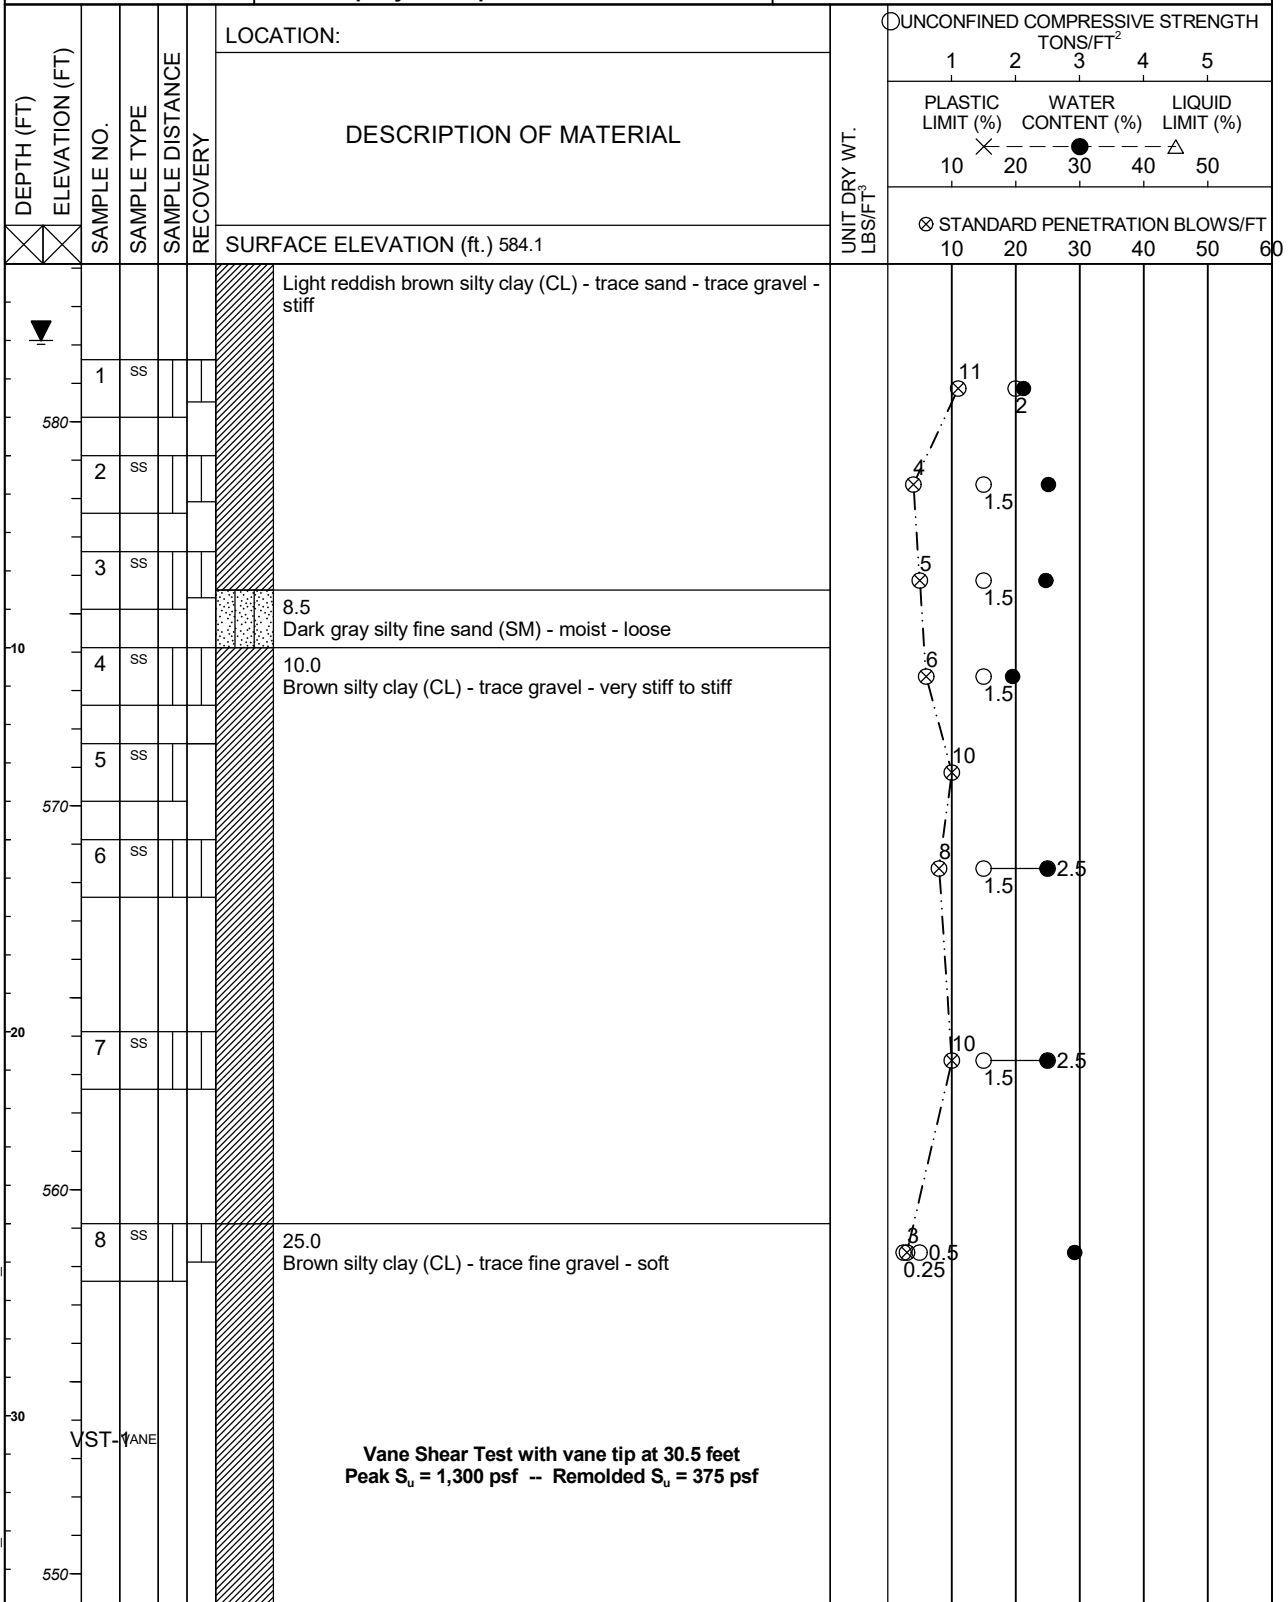 LOCATION:
DEPTH (FT)
ELEVATION (FT)
SAMPLE NO.
SAMPLE TYPE
SAMPLE DISTANCE
RECOVERY
DESCRIPTION OF MATERIAL
SURFACE ELEVATION (ft.) 584.1
UNIT DRY WT.
LBS/FT³
UNCONFINED COMPRESSIVE STRENGTH
TONS/FT²
1 2 3 4 5
PLASTIC WATER LIQUID
LIMIT (%) CONTENT (%) LIMIT (%)
10 20 30 40 50
STANDARD PENETRATION BLOWS/FT
10 20 30 40 50 60
Light reddish brown silty clay (CL) - trace sand - trace gravel -
stiff
1 SS 11
2
580
2 SS 4
1.5
3 SS 5
1.5
8.5
Dark gray silty fine sand (SM) - moist - loose
10
4 SS 6
1.5
10.0
Brown silty clay (CL) - trace gravel - very stiff to stiff
5 SS 10
570
6 SS 8 2.5
1.5
20
7 SS 10 2.5
1.5
560
8 SS 3 0.5
0.25
25.0
Brown silty clay (CL) - trace fine gravel - soft
30
VST-1 VANE
Vane Shear Test with vane tip at 30.5 feet
Peak Sᵤ = 1,300 psf -- Remolded Sᵤ = 375 psf
550